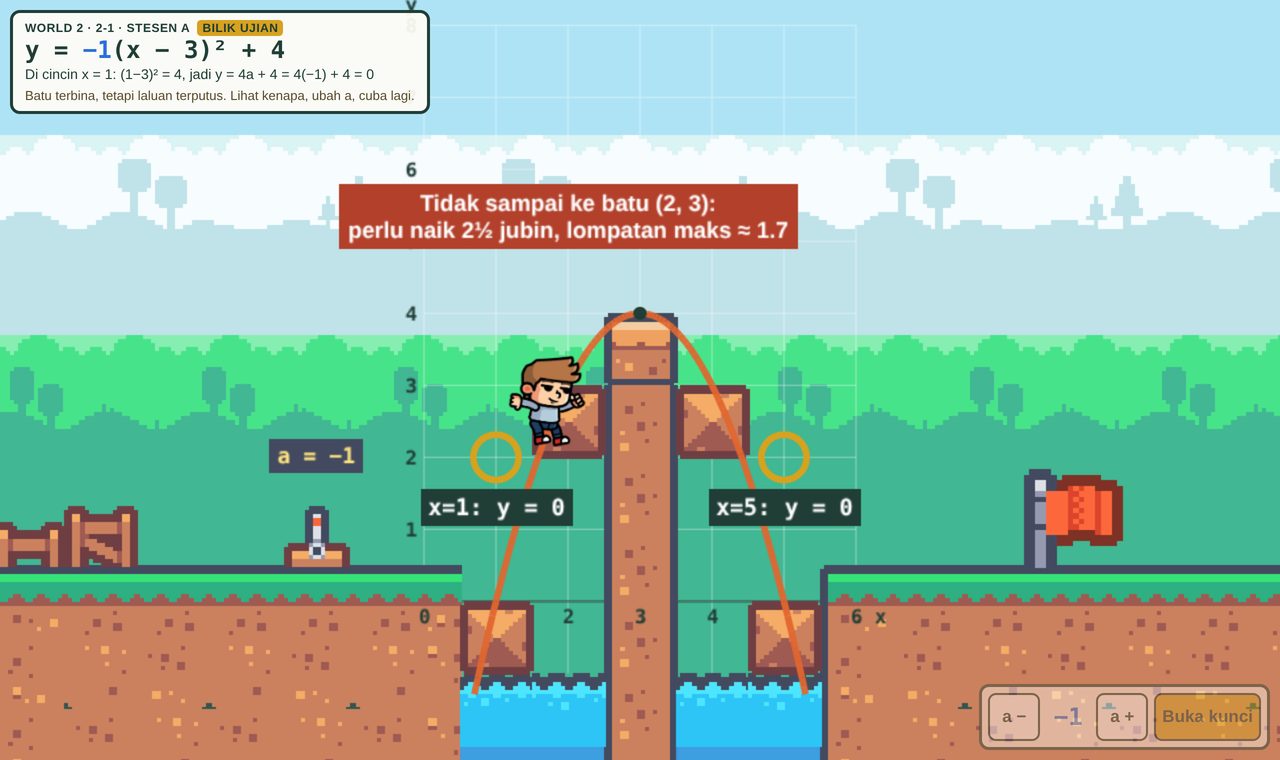 WORLD 2 · 2-1 · STESEN A BILIK UJIAN
y = −1(x − 3)² + 4
Di cincin x = 1: (1−3)² = 4, jadi y = 4a + 4 = 4(−1) + 4 = 0
Batu terbina, tetapi laluan terputus. Lihat kenapa, ubah a, cuba lagi.
y
8
6
Tidak sampai ke batu (2, 3):
perlu naik 2½ jubin, lompatan maks ≈ 1.7
4
3
a = −1
2
x=1: y = 0
x=5: y = 0
1
0 2 3 4 6 x
a − −1 a + Buka kunci